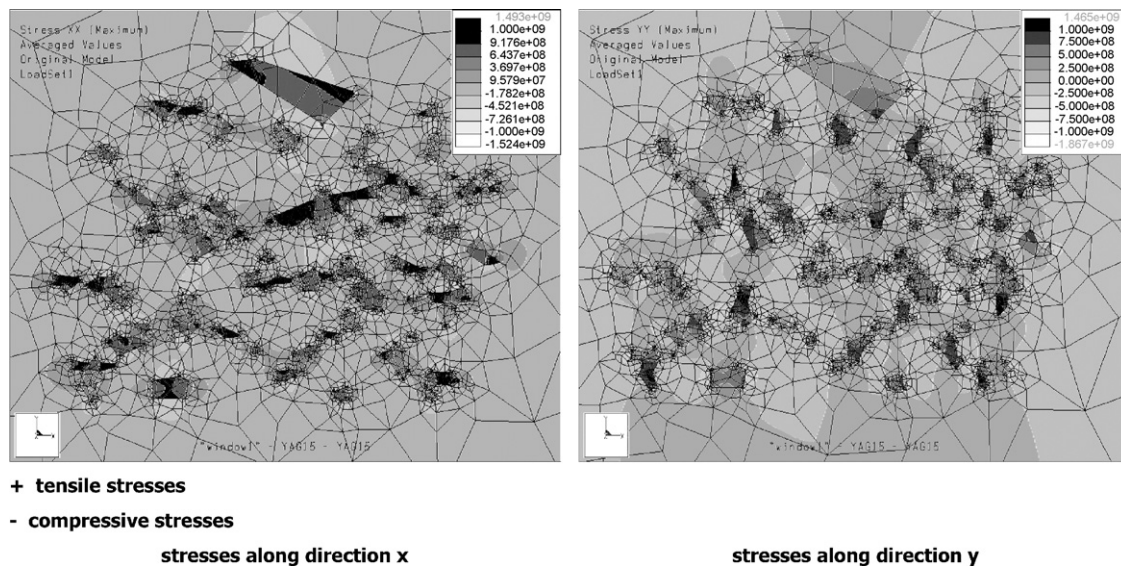 Stress XX (Maximum)
Averaged Values
Original Model
LoadSet1
1.493e+09
1.000e+09
9.176e+08
6.437e+08
3.697e+08
9.579e+07
-1.782e+08
-4.521e+08
-7.261e+08
-1.000e+09
-1.524e+09
"window1" - YAG15 - YAG15
Stress YY (Maximum)
Averaged Values
Original Model
LoadSet1
1.465e+09
1.000e+09
7.500e+08
5.000e+08
2.500e+08
0.000e+00
-2.500e+08
-5.000e+08
-7.500e+08
-1.000e+09
-1.867e+09
"window1" - YAG15 - YAG15
+ tensile stresses
- compressive stresses
stresses along direction x
stresses along direction y